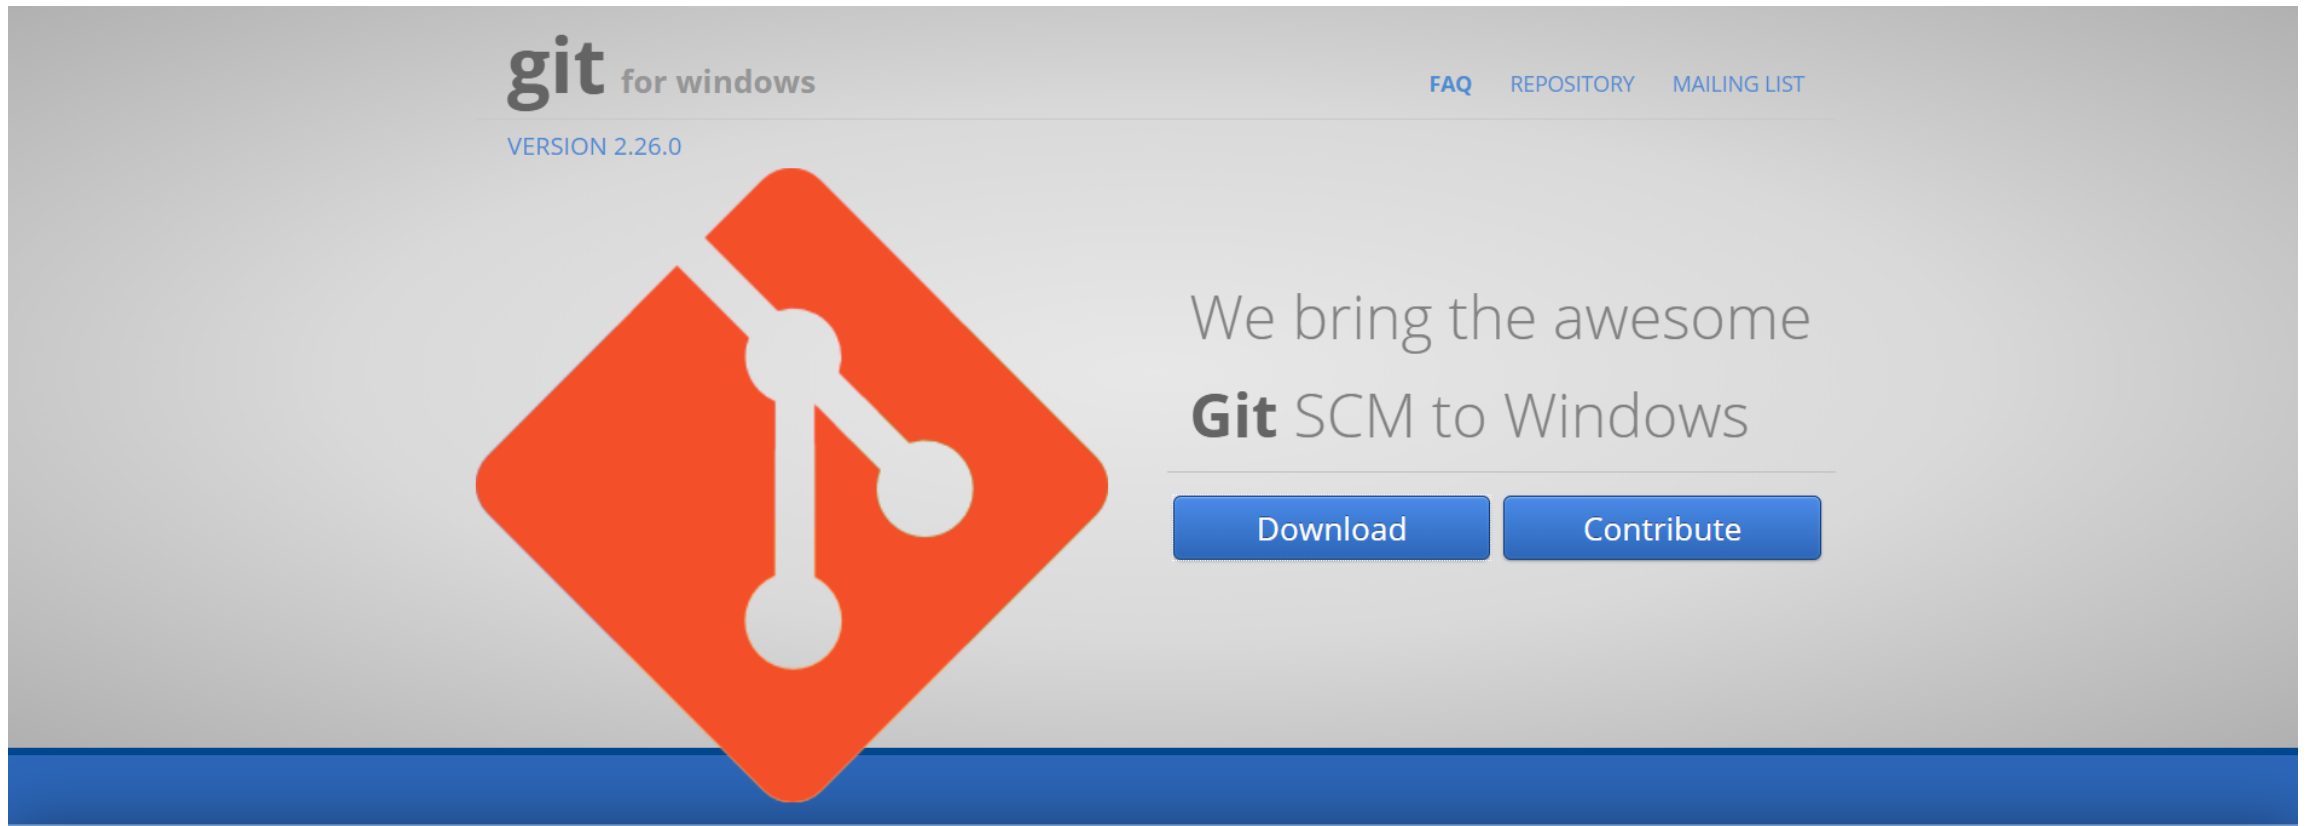 git for windows
FAQ REPOSITORY MAILING LIST
VERSION 2.26.0
We bring the awesome
Git SCM to Windows
Download Contribute